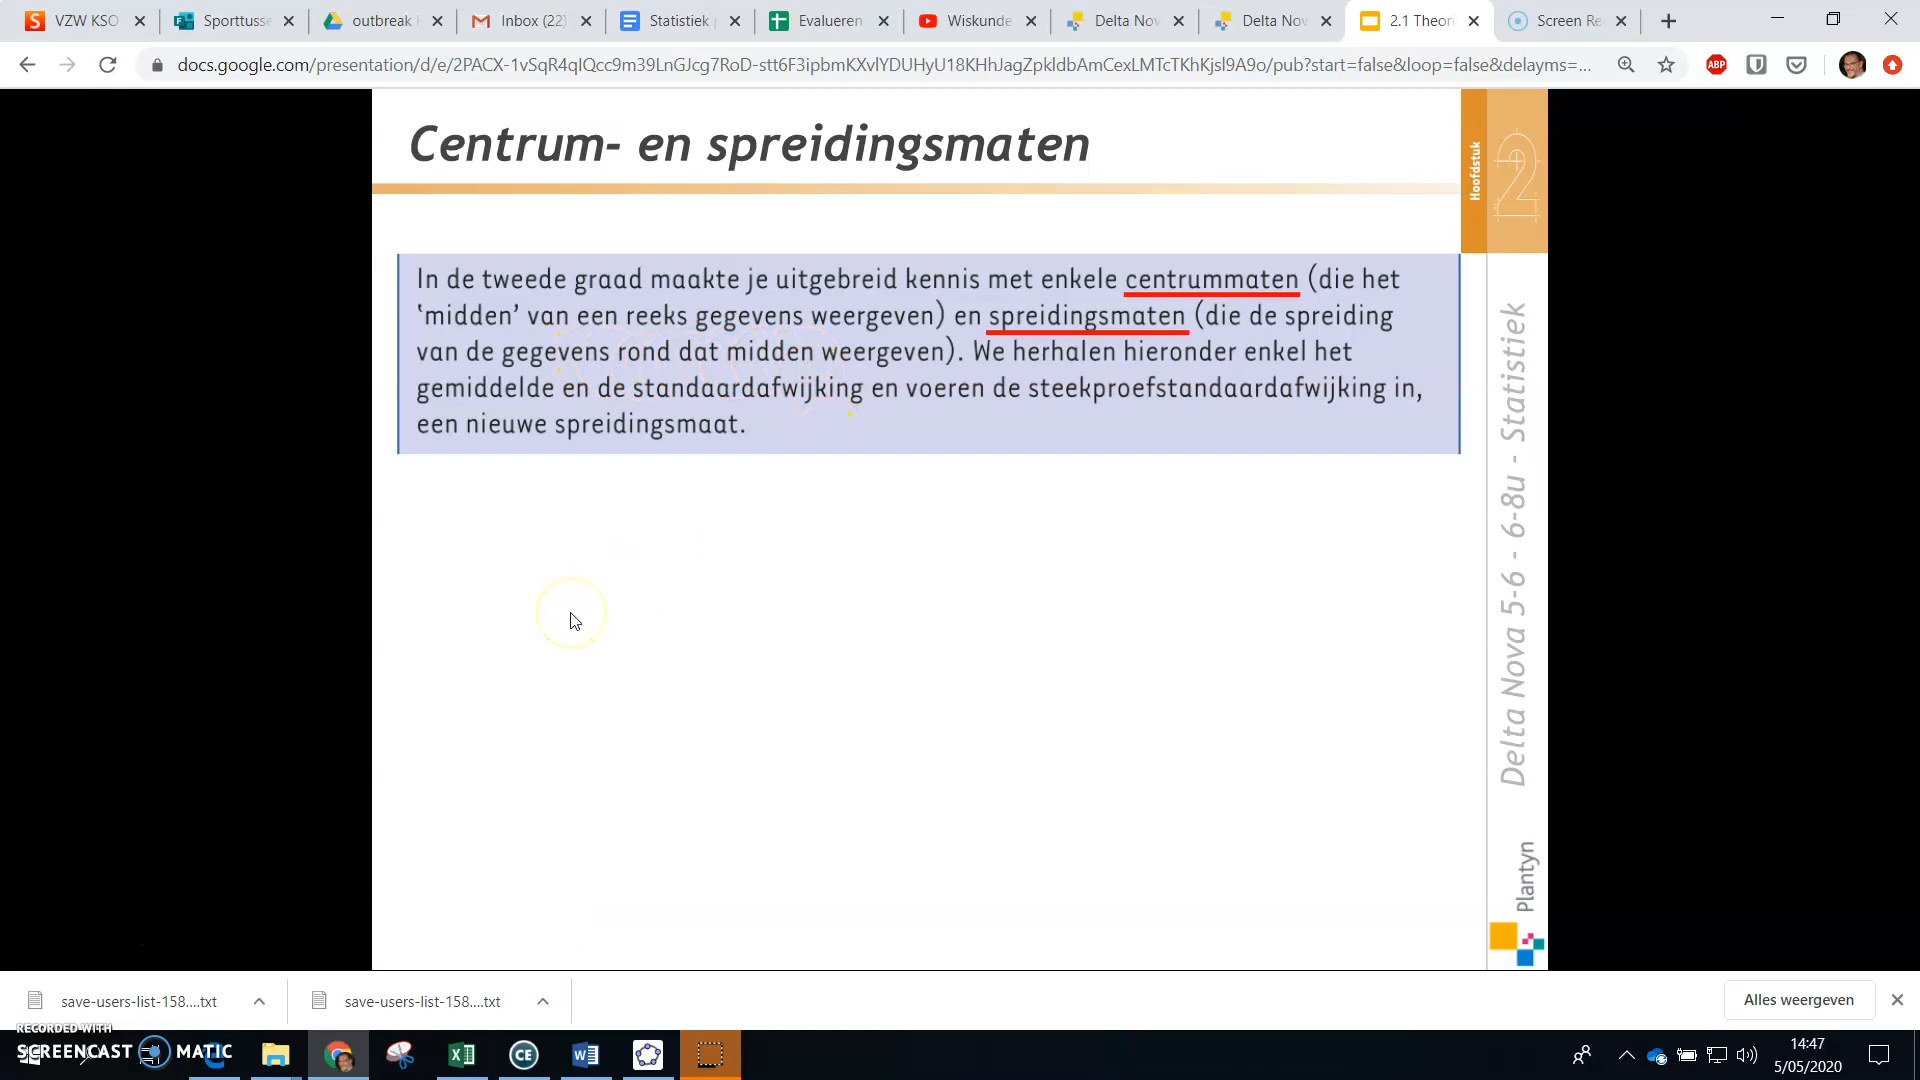 VZW KSO
Sporttusse
outbreak
Inbox (22)
Statistiek
Evalueren
Wiskunde
Delta Nov
Delta Nov
2.1 Theori
Screen Re
docs.google.com/presentation/d/e/2PACX-1vSqR4qIQcc9m39LnGJcg7RoD-stt6F3ipbmKXvlYDUHyU18KHhJagZpkldbAmCexLMTcTKhKjsl9A9o/pub?start=false&loop=false&delayms=...
ABP
Centrum- en spreidingsmaten
Hoofdstuk
2
In de tweede graad maakte je uitgebreid kennis met enkele centrummaten (die het
‘midden’ van een reeks gegevens weergeven) en spreidingsmaten (die de spreiding
van de gegevens rond dat midden weergeven). We herhalen hieronder enkel het
gemiddelde en de standaardafwijking en voeren de steekproefstandaardafwijking in,
een nieuwe spreidingsmaat.
Delta Nova 5-6 - 6-8u - Statistiek
Plantyn
save-users-list-158....txt
save-users-list-158....txt
Alles weergeven
RECORDED WITH
SCREENCAST MATIC
CE
14:47
5/05/2020